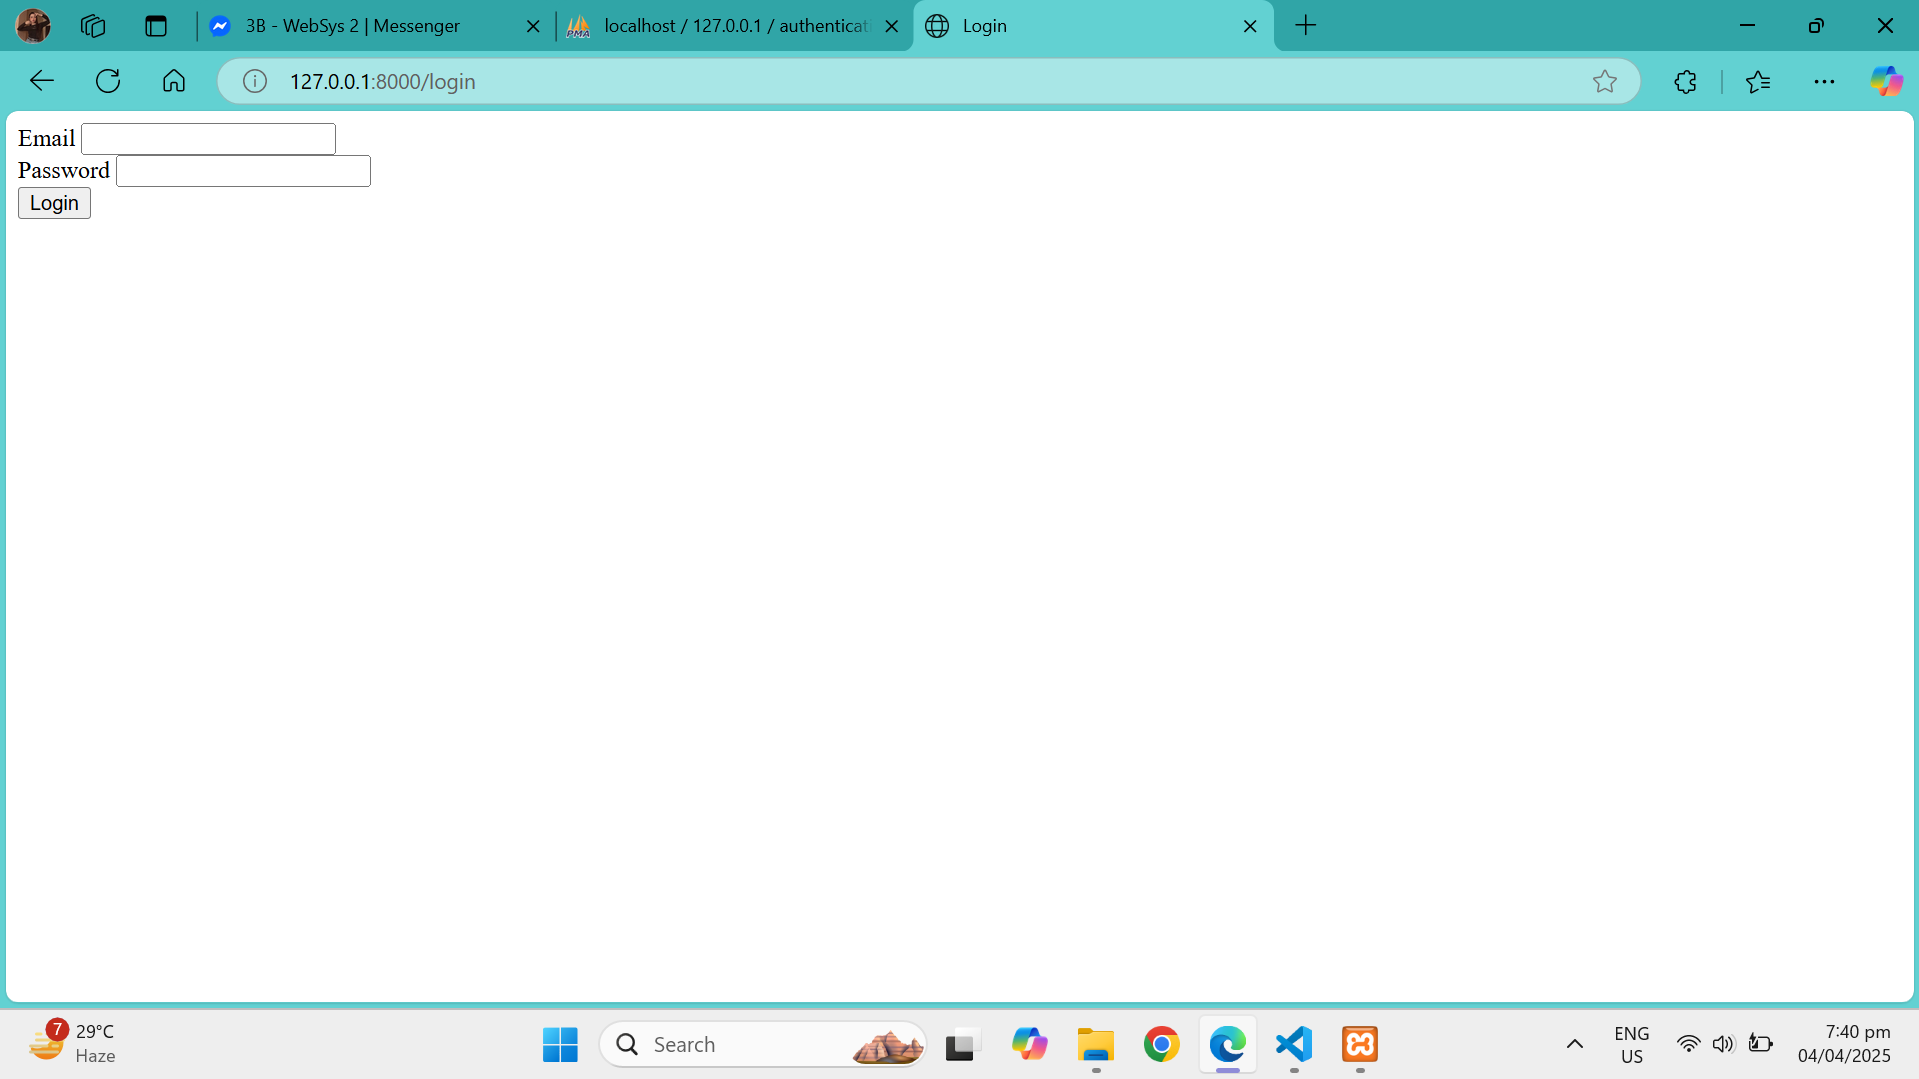 3B - WebSys 2 | Messenger
PMA
localhost / 127.0.0.1 / authenticat
Login
127.0.0.1:8000/login
Email
Password
Login
7
29°C
Haze
Search
ENG
US
7:40 pm
04/04/2025